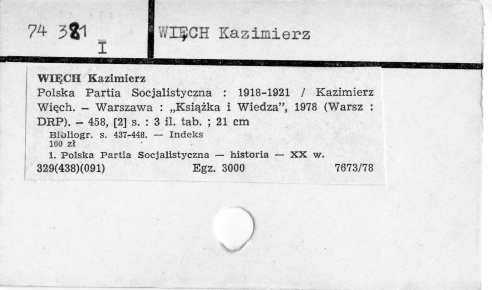 74 381
I
WIĘCH Kazimierz
WIĘCH Kazimierz
Polska Partia Socjalistyczna : 1918-1921 / Kazimierz
Więch. – Warszawa : „Książka i Wiedza”, 1978 (Warsz :
DRP). – 458, [2] s. : 3 il. tab. ; 21 cm
Bibliogr. s. 437-448. — Indeks
100 zł
1. Polska Partia Socjalistyczna — historia — XX w.
329(438)(091) Egz. 3000 7673/78